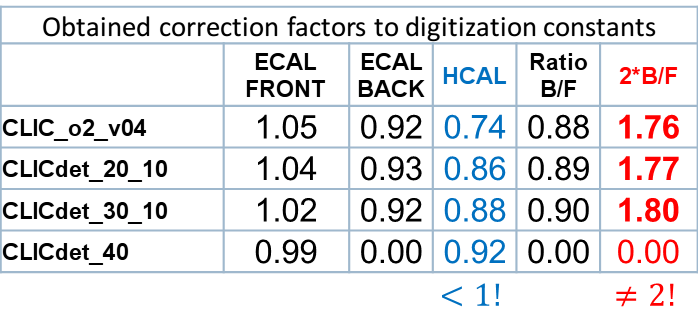 Obtained correction factors to digitization constants
ECAL FRONT ECAL BACK HCAL Ratio B/F 2*B/F
CLIC_o2_v04 1.05 0.92 0.74 0.88 1.76
CLICdet_20_10 1.04 0.93 0.86 0.89 1.77
CLICdet_30_10 1.02 0.92 0.88 0.90 1.80
CLICdet_40 0.99 0.00 0.92 0.00 0.00
< 1! ≠ 2!